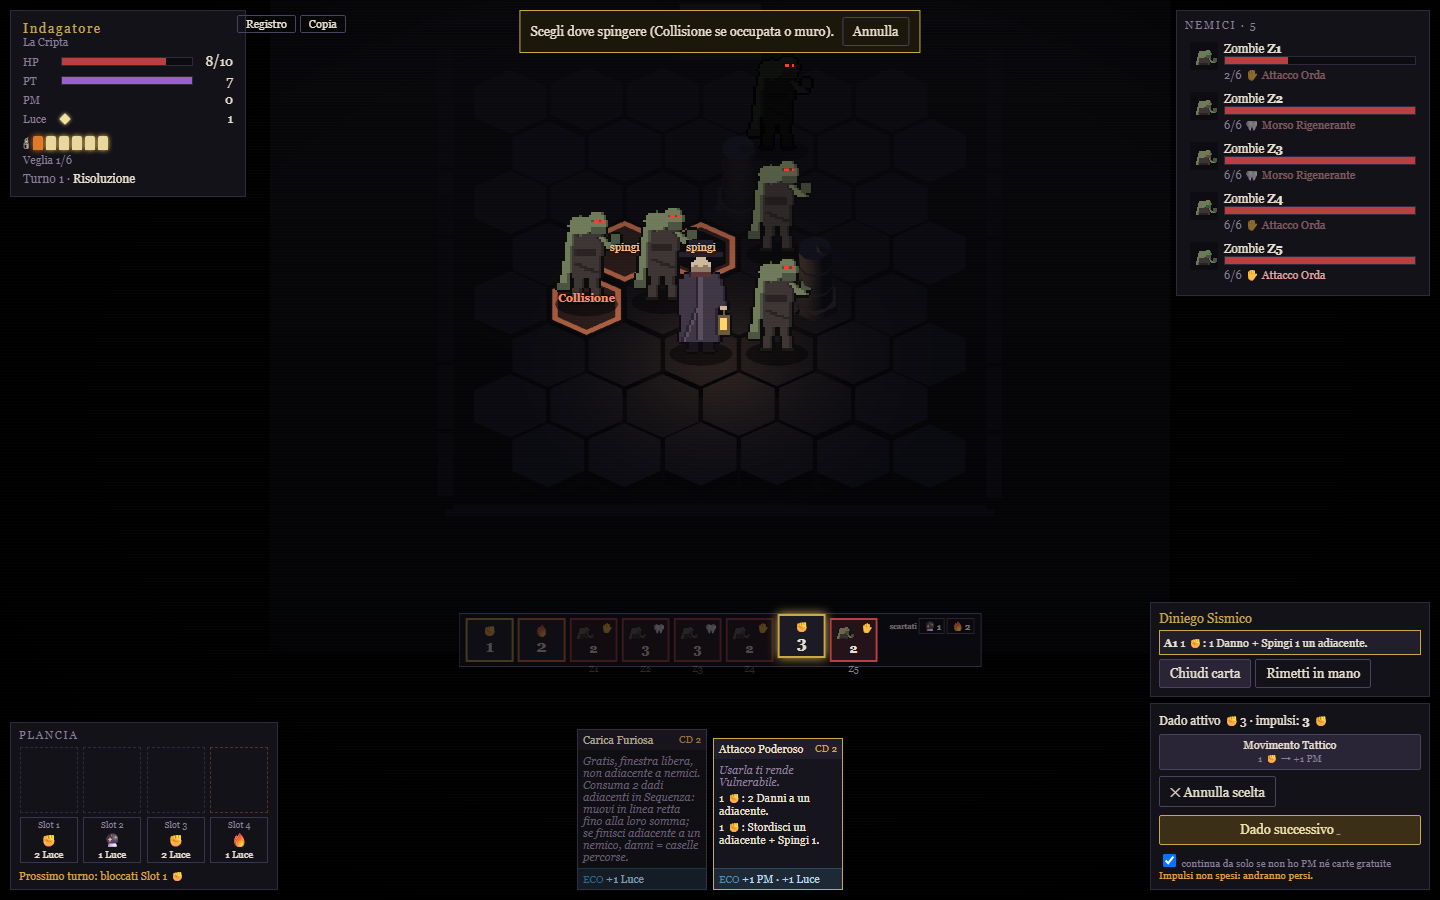 Indagatore
La Cripta
HP 8/10
PT 7
PM 0
Luce 1
Veglia 1/6
Turno 1 · Risoluzione
Registro
Copia
Scegli dove spingere (Collisione se occupata o muro).
Annulla
NEMICI · 5
Zombie Z1
2/6 Attacco Orda
Zombie Z2
6/6 Morso Rigenerante
Zombie Z3
6/6 Morso Rigenerante
Zombie Z4
6/6 Attacco Orda
Zombie Z5
6/6 Attacco Orda
spingi
spingi
Collisione
1
2
2
3
3
2
3
2
scartati 1 2
Z1
Z2
Z3
Z4
Z5
Diniego Sismico
A1 1 ✊ : 1 Danno + Spingi 1 un adiacente.
Chiudi carta
Rimetti in mano
Dado attivo ✊ 3 · impulsi: 3 ✊
Movimento Tattico
1 ✊ → +1 PM
✕ Annulla scelta
Dado successivo _
continua da solo se non ho PM né carte gratuite
Impulsi non spesi: andranno persi.
PLANCIA
Slot 1
2 Luce
Slot 2
1 Luce
Slot 3
2 Luce
Slot 4
1 Luce
Prossimo turno: bloccati Slot 1 ✊
Carica Furiosa CD 2
Gratis, finestra libera,
non adiacente a nemici.
Consuma 2 dadi
adiacenti in Sequenza:
muovi in linea retta
fino alla loro somma;
se finisci adiacente a un
nemico, danni = caselle
percorse.
ECO +1 Luce
Attacco Poderoso CD 2
Usarla ti rende
Vulnerabile.
1 ✊ : 2 Danni a un
adiacente.
1 ✊ : Stordisci un
adiacente + Spingi 1.
ECO +1 PM · +1 Luce